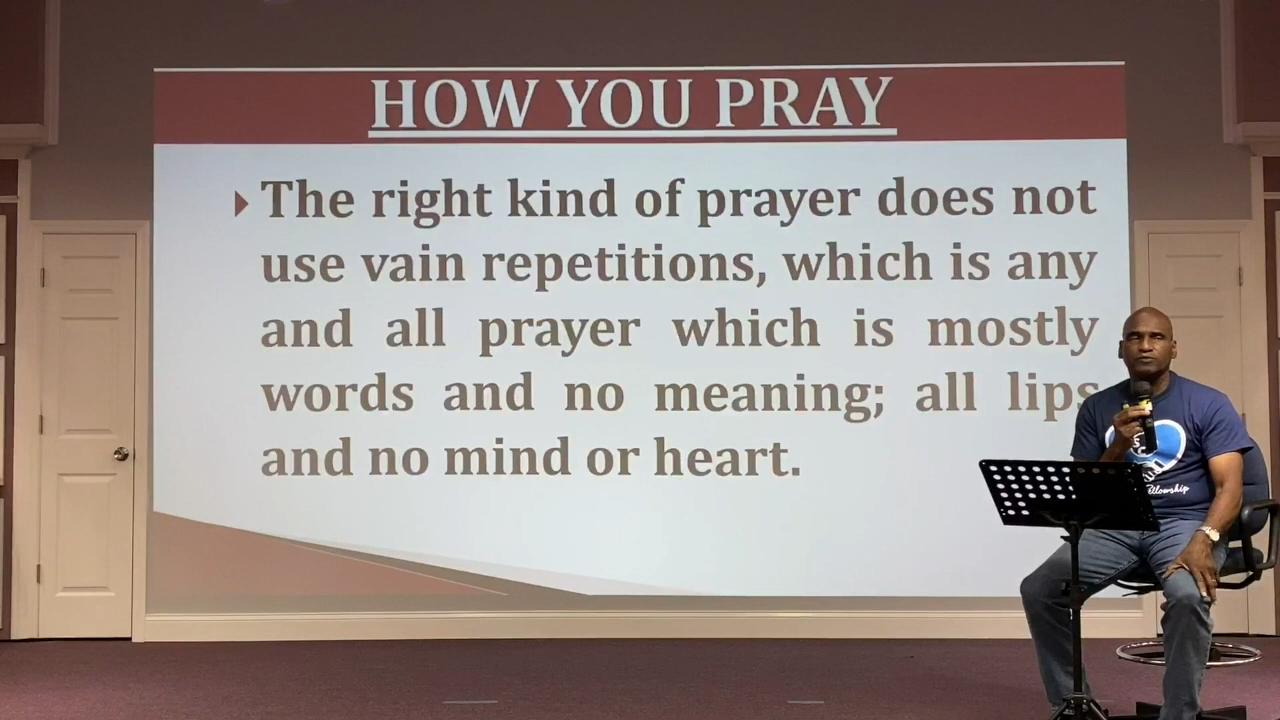 HOW YOU PRAY
The right kind of prayer does not
use vain repetitions, which is any
and all prayer which is mostly
words and no meaning; all lips
and no mind or heart.
ellowship